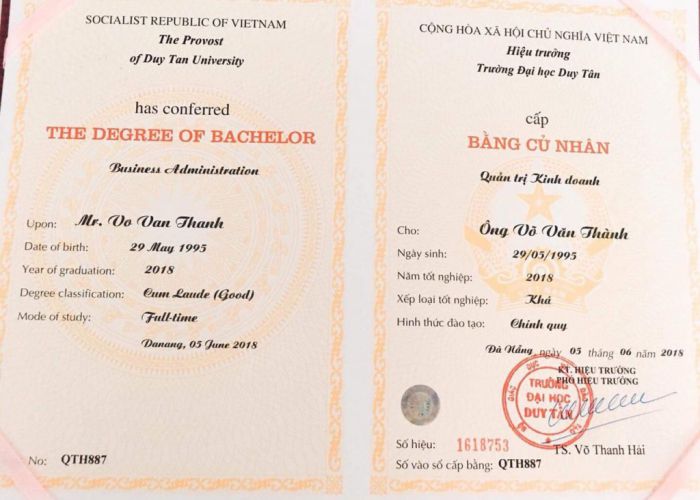 SOCIALIST REPUBLIC OF VIETNAM
The Provost
of Duy Tan University
has conferred
THE DEGREE OF BACHELOR
Business Administration
Upon: Mr. Vo Van Thanh
Date of birth: 29 May 1995
Year of graduation: 2018
Degree classification: Cum Laude (Good)
Mode of study: Full-time
Danang, 05 June 2018
No: QTH887
CỘNG HÒA XÃ HỘI CHỦ NGHĨA VIỆT NAM
Hiệu trưởng
Trường Đại học Duy Tân
cấp
BẰNG CỬ NHÂN
Quản trị Kinh doanh
Cho: Ông Võ Văn Thành
Ngày sinh: 29/05/1995
Năm tốt nghiệp: 2018
Xếp loại tốt nghiệp: Khá
Hình thức đào tạo: Chính quy
Đà Nẵng, ngày 05 tháng 06 năm 2018
KT. HIỆU TRƯỞNG
PHÓ HIỆU TRƯỞNG
TRƯỜNG
ĐẠI HỌC
DUY TÂN
TS. Võ Thanh Hải
Số hiệu: 1618753
Số vào sổ cấp bằng: QTH887